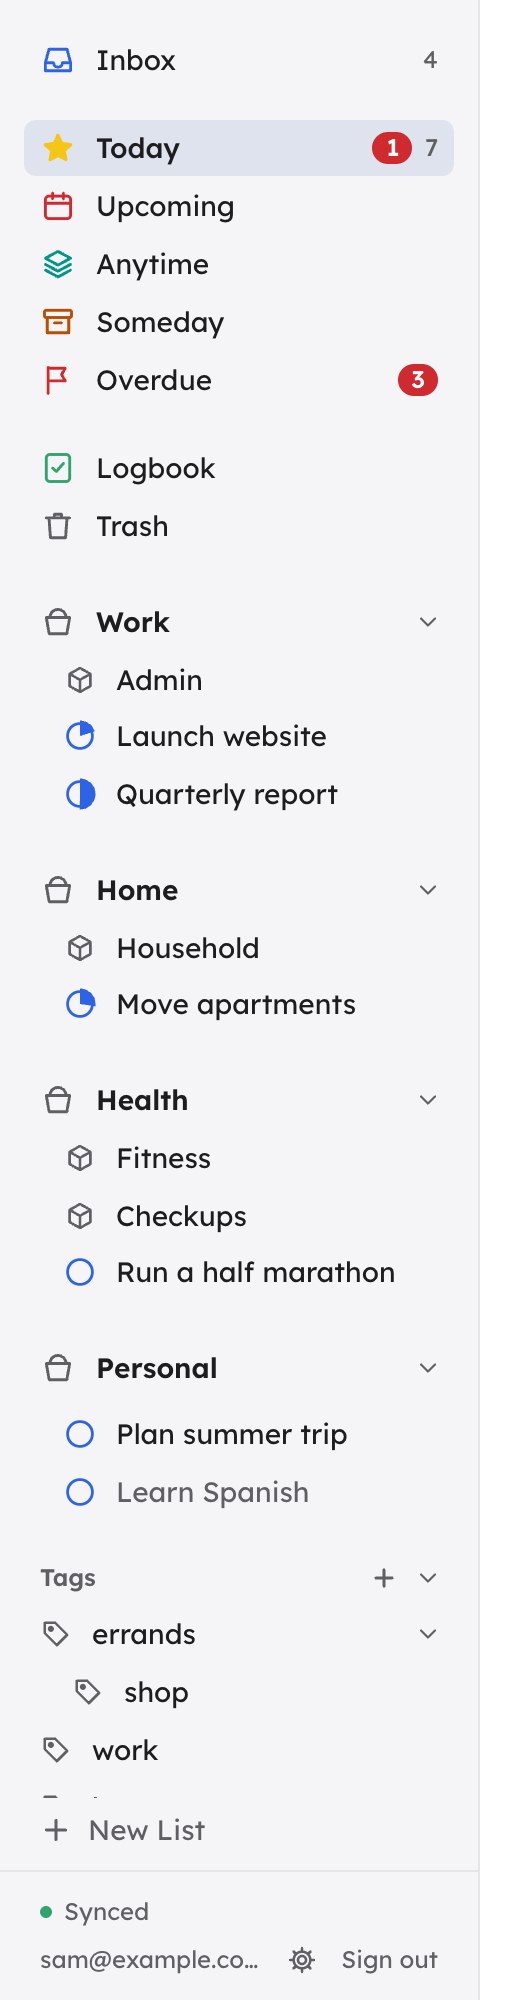 Inbox 4
Today 1 7
Upcoming
Anytime
Someday
Overdue 3
Logbook
Trash
Work
Admin
Launch website
Quarterly report
Home
Household
Move apartments
Health
Fitness
Checkups
Run a half marathon
Personal
Plan summer trip
Learn Spanish
Tags
errands
shop
work
New List
Synced
sam@example.co... Sign out